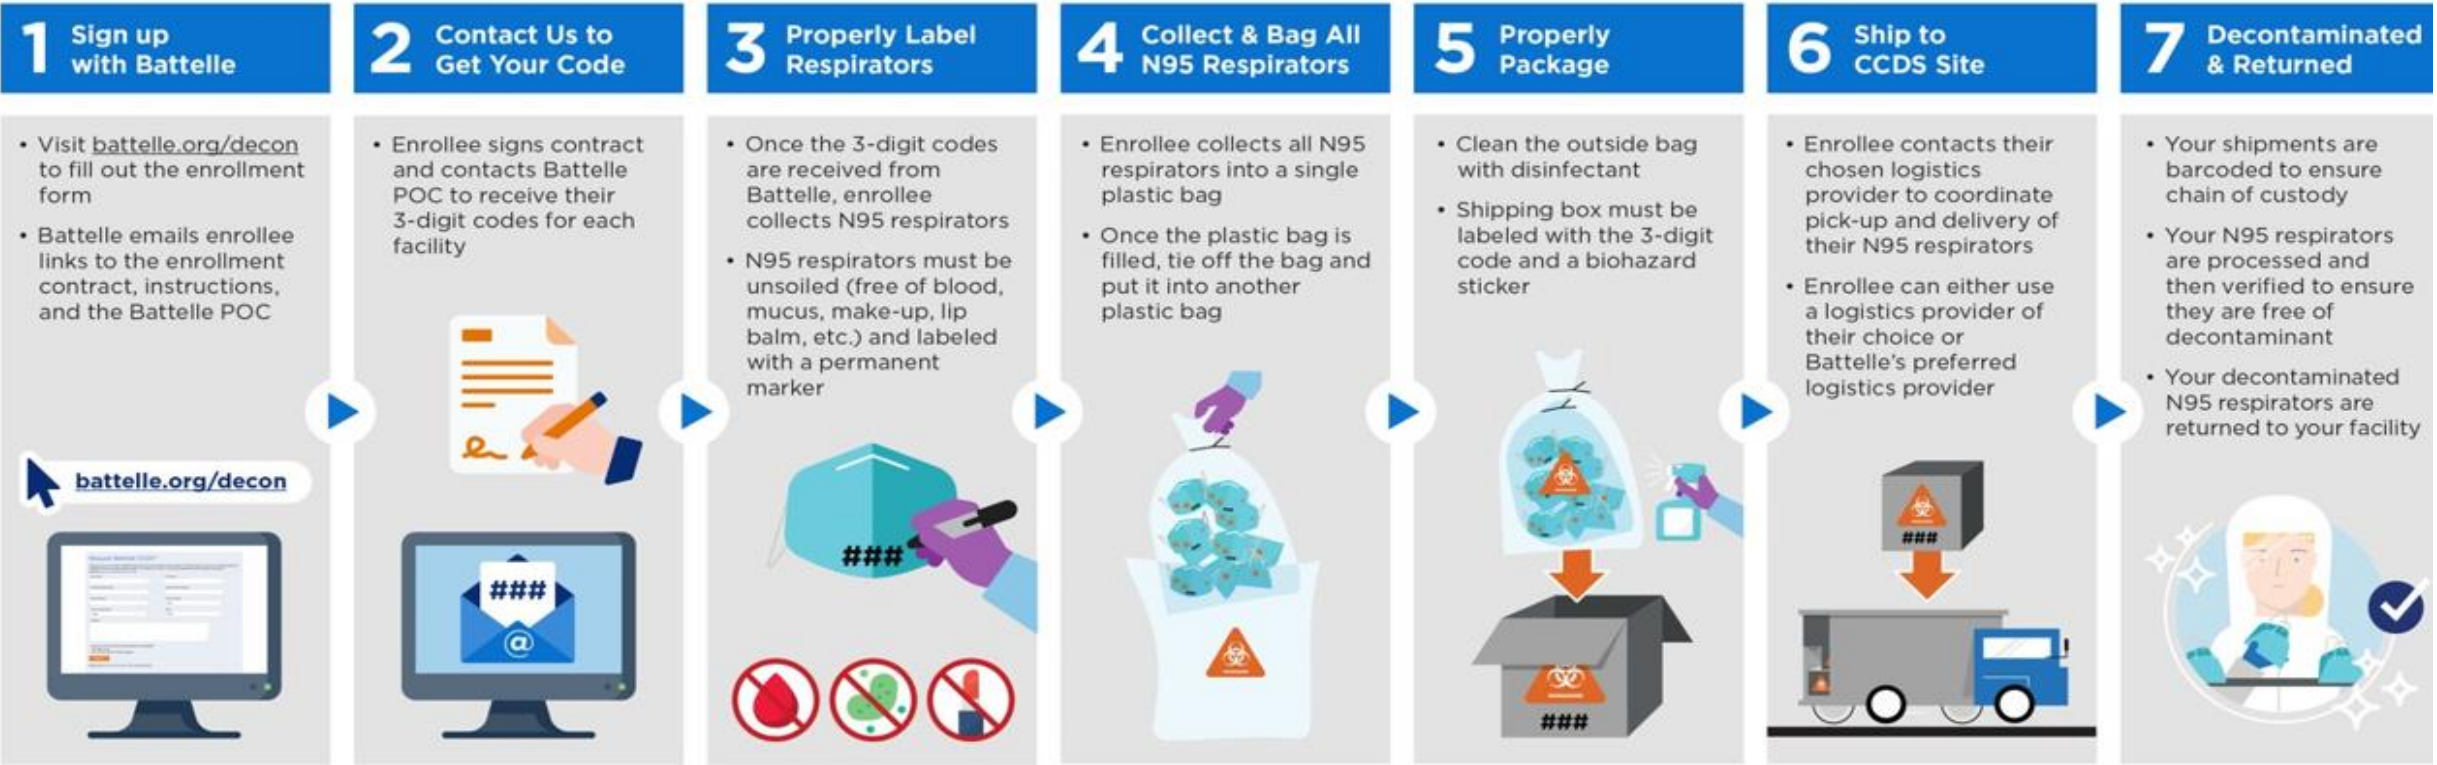 1 Sign up
with Battelle
• Visit battelle.org/decon
to fill out the enrollment
form
• Battelle emails enrollee
links to the enrollment
contract, instructions,
and the Battelle POC
battelle.org/decon
2 Contact Us to
Get Your Code
• Enrollee signs contract
and contacts Battelle
POC to receive their
3-digit codes for each
facility
###
@
3 Properly Label
Respirators
• Once the 3-digit codes
are received from
Battelle, enrollee
collects N95 respirators
• N95 respirators must be
unsoiled (free of blood,
mucus, make-up, lip
balm, etc.) and labeled
with a permanent
marker
###
4 Collect & Bag All
N95 Respirators
• Enrollee collects all N95
respirators into a single
plastic bag
• Once the plastic bag is
filled, tie off the bag and
put it into another
plastic bag
5 Properly
Package
• Clean the outside bag
with disinfectant
• Shipping box must be
labeled with the 3-digit
code and a biohazard
sticker
###
6 Ship to
CCDS Site
• Enrollee contacts their
chosen logistics
provider to coordinate
pick-up and delivery of
their N95 respirators
• Enrollee can either use
a logistics provider of
their choice or
Battelle's preferred
logistics provider
###
7 Decontaminated
& Returned
• Your shipments are
barcoded to ensure
chain of custody
• Your N95 respirators
are processed and
then verified to ensure
they are free of
decontaminant
• Your decontaminated
N95 respirators are
returned to your facility